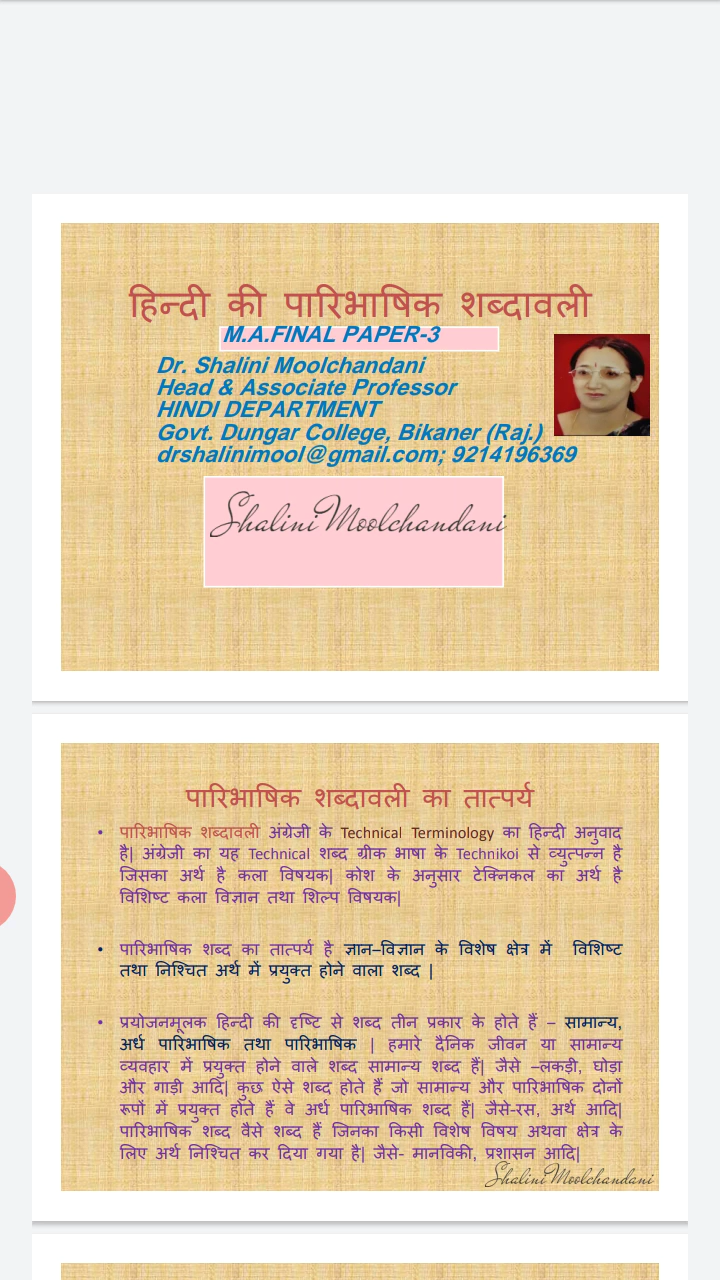 हिन्दी की पारिभाषिक शब्दावली
M.A.FINAL PAPER-3
Dr. Shalini Moolchandani
Head & Associate Professor
HINDI DEPARTMENT
Govt. Dungar College, Bikaner (Raj.)
drshalinimool@gmail.com; 9214196369
Shalini Moolchandani
पारिभाषिक शब्दावली का तात्पर्य
• पारिभाषिक शब्दावली अंग्रेजी के Technical Terminology का हिन्दी अनुवाद
है| अंग्रेजी का यह Technical शब्द ग्रीक भाषा के Technikoi से व्युत्पन्न है
जिसका अर्थ है कला विषयक| कोश के अनुसार टेक्निकल का अर्थ है
विशिष्ट कला विज्ञान तथा शिल्प विषयक|
• पारिभाषिक शब्द का तात्पर्य है ज्ञान–विज्ञान के विशेष क्षेत्र में विशिष्ट
तथा निश्चित अर्थ में प्रयुक्त होने वाला शब्द |
• प्रयोजनमूलक हिन्दी की दृष्टि से शब्द तीन प्रकार के होते हैं – सामान्य,
अर्ध पारिभाषिक तथा पारिभाषिक | हमारे दैनिक जीवन या सामान्य
व्यवहार में प्रयुक्त होने वाले शब्द सामान्य शब्द हैं| जैसे –लकड़ी, घोड़ा
और गाड़ी आदि| कुछ ऐसे शब्द होते हैं जो सामान्य और पारिभाषिक दोनों
रूपों में प्रयुक्त होते हैं वे अर्ध पारिभाषिक शब्द हैं| जैसे-रस, अर्थ आदि|
पारिभाषिक शब्द वैसे शब्द हैं जिनका किसी विशेष विषय अथवा क्षेत्र के
लिए अर्थ निश्चित कर दिया गया है| जैसे- मानविकी, प्रशासन आदि|
Shalini Moolchandani